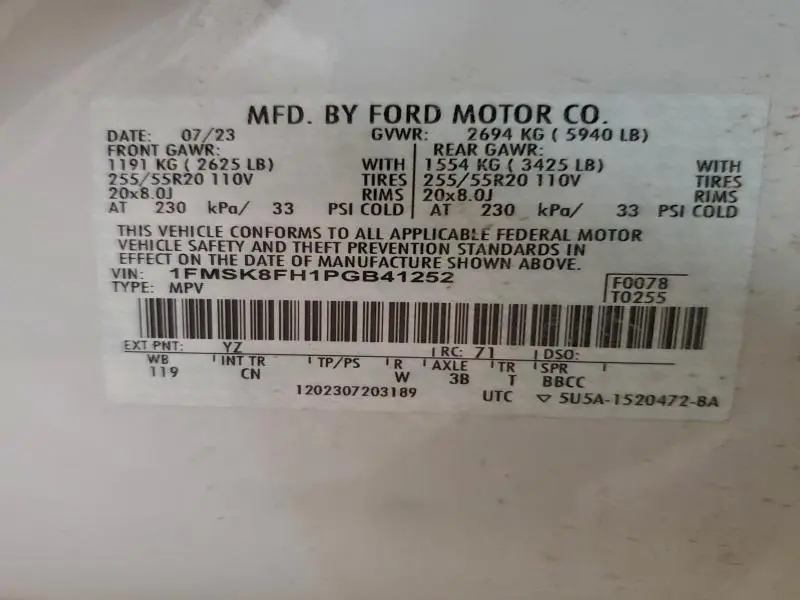 MFD. BY FORD MOTOR CO.
DATE: 07/23 GVWR: 2694 KG ( 5940 LB)
FRONT GAWR: REAR GAWR:
1191 KG ( 2625 LB) WITH 1554 KG ( 3425 LB) WITH
255/55R20 110V TIRES 255/55R20 110V TIRES
20x8.0J RIMS 20x8.0J RIMS
AT 230 kPa/ 33 PSI COLD AT 230 kPa/ 33 PSI COLD
THIS VEHICLE CONFORMS TO ALL APPLICABLE FEDERAL MOTOR
VEHICLE SAFETY AND THEFT PREVENTION STANDARDS IN
EFFECT ON THE DATE OF MANUFACTURE SHOWN ABOVE.
VIN: 1FMSK8FH1PGB41252 F0078
TYPE: MPV T0255
EXT PNT: YZ RC: 71 DSO:
WB INT TR TP/PS R AXLE TR SPR
119 CN W 3B T BBCC
1202307203189 UTC ▽ 5U5A-1520472-BA